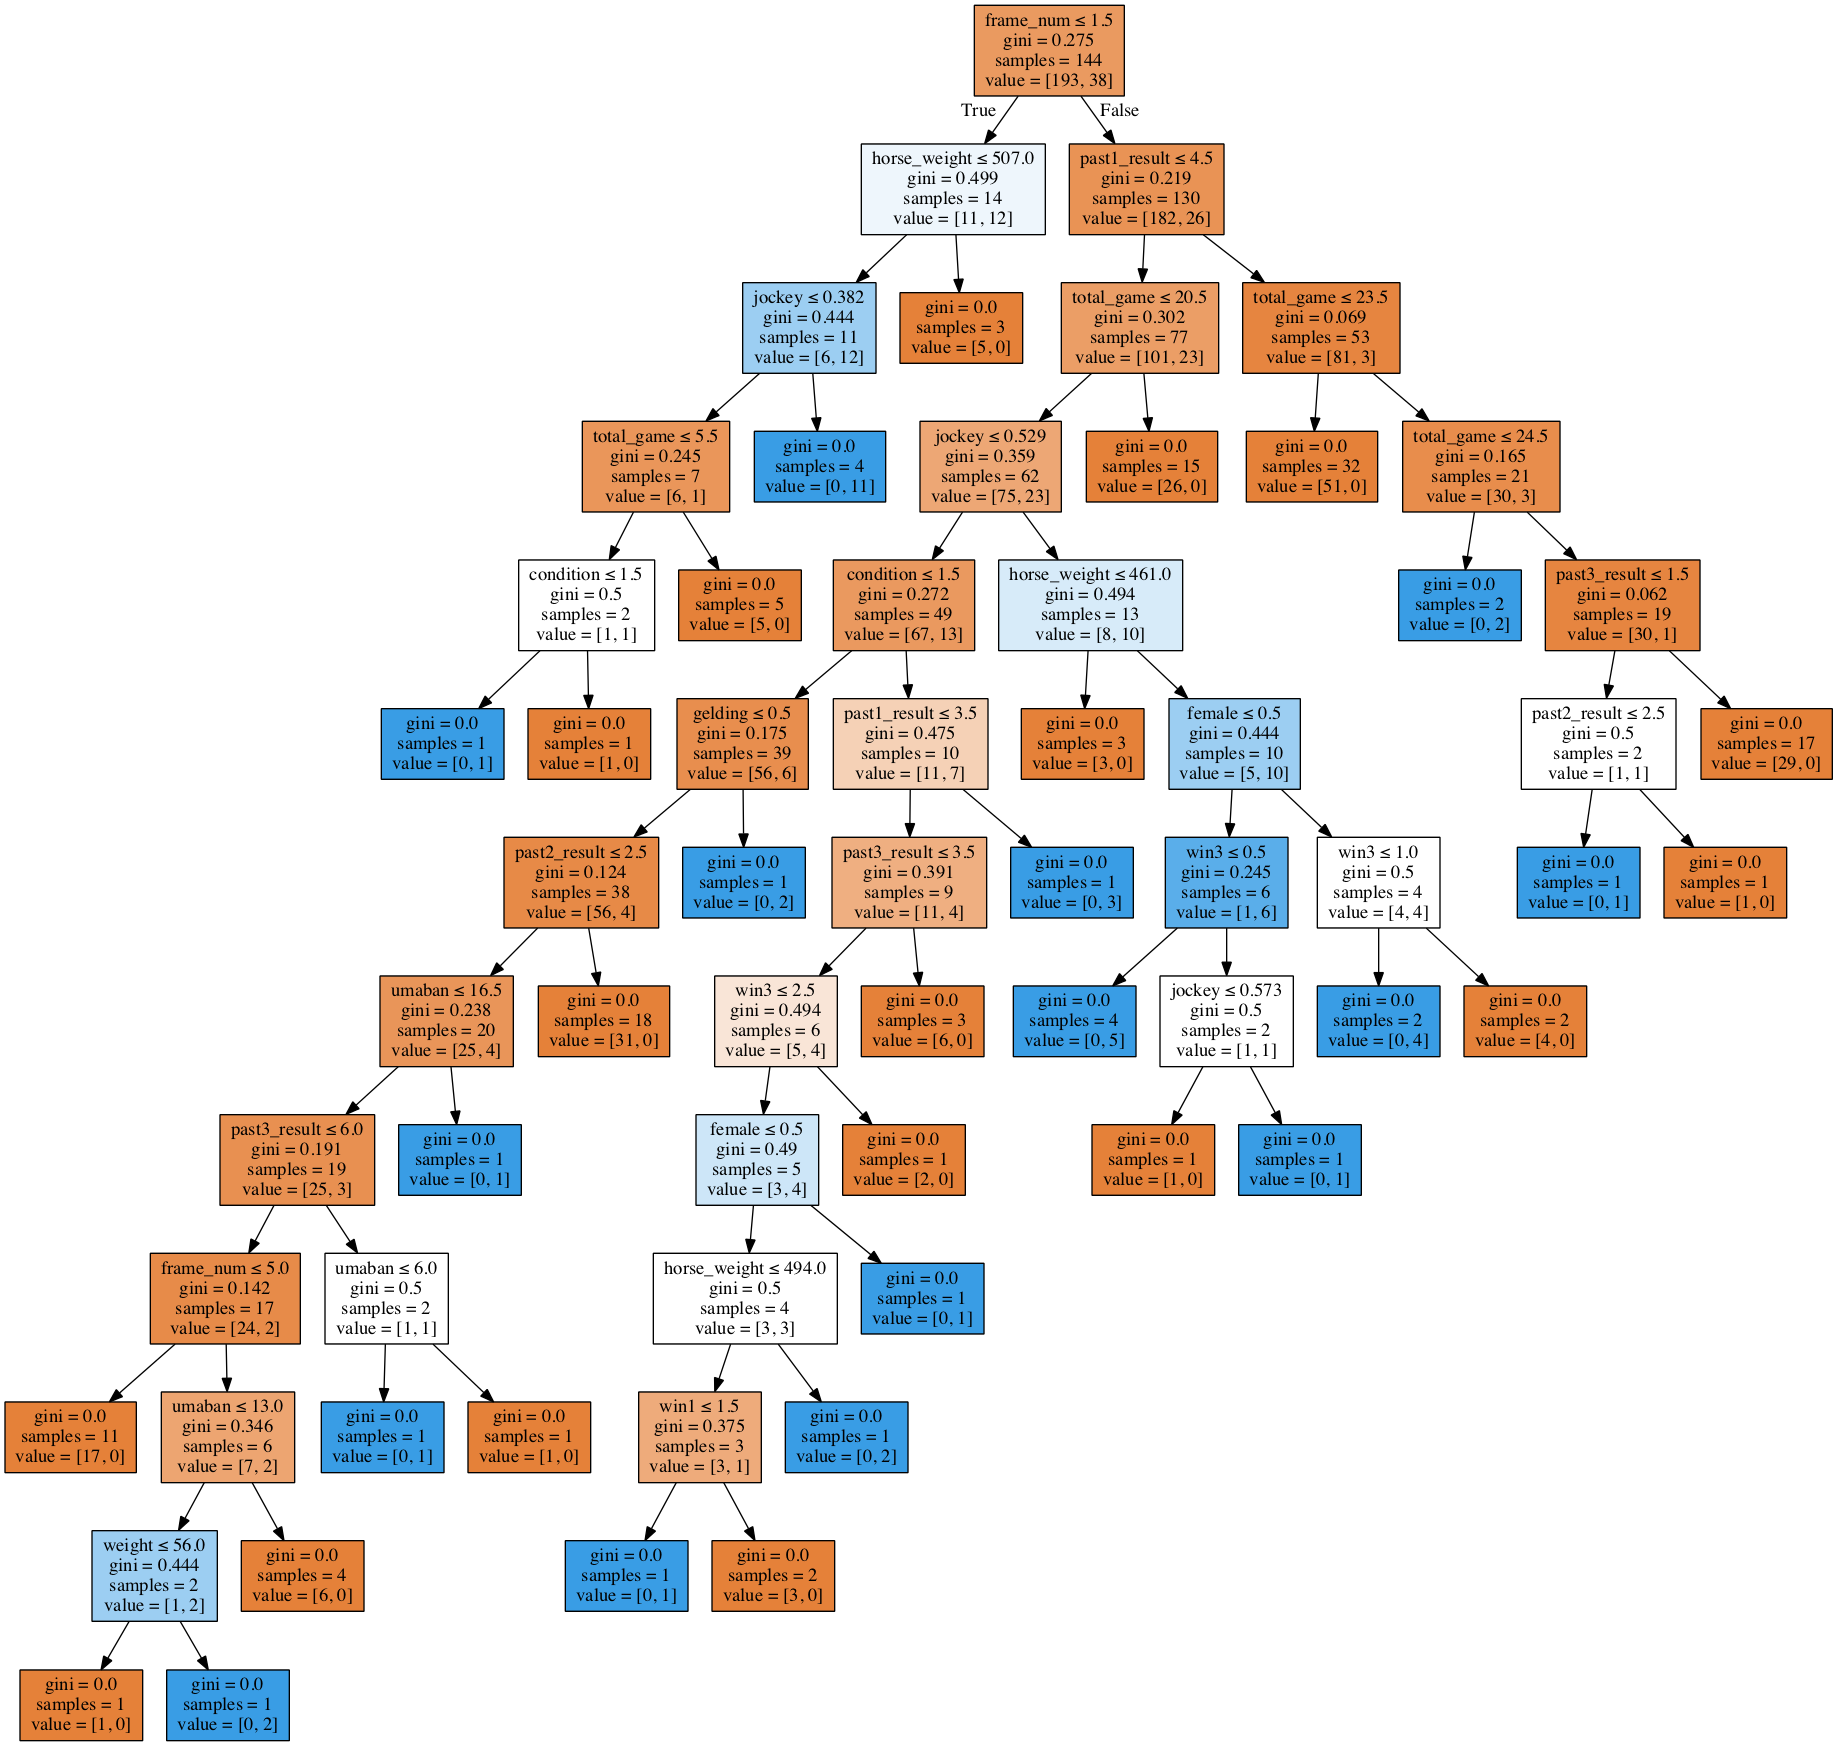 frame_num ≤ 1.5
gini = 0.275
samples = 144
value = [193, 38]
True
False
horse_weight ≤ 507.0
gini = 0.499
samples = 14
value = [11, 12]
past1_result ≤ 4.5
gini = 0.219
samples = 130
value = [182, 26]
jockey ≤ 0.382
gini = 0.444
samples = 11
value = [6, 12]
gini = 0.0
samples = 3
value = [5, 0]
total_game ≤ 20.5
gini = 0.302
samples = 77
value = [101, 23]
total_game ≤ 23.5
gini = 0.069
samples = 53
value = [81, 3]
total_game ≤ 5.5
gini = 0.245
samples = 7
value = [6, 1]
gini = 0.0
samples = 4
value = [0, 11]
jockey ≤ 0.529
gini = 0.359
samples = 62
value = [75, 23]
gini = 0.0
samples = 15
value = [26, 0]
gini = 0.0
samples = 32
value = [51, 0]
total_game ≤ 24.5
gini = 0.165
samples = 21
value = [30, 3]
condition ≤ 1.5
gini = 0.5
samples = 2
value = [1, 1]
gini = 0.0
samples = 5
value = [5, 0]
condition ≤ 1.5
gini = 0.272
samples = 49
value = [67, 13]
horse_weight ≤ 461.0
gini = 0.494
samples = 13
value = [8, 10]
gini = 0.0
samples = 2
value = [0, 2]
past3_result ≤ 1.5
gini = 0.062
samples = 19
value = [30, 1]
gini = 0.0
samples = 1
value = [0, 1]
gini = 0.0
samples = 1
value = [1, 0]
gelding ≤ 0.5
gini = 0.175
samples = 39
value = [56, 6]
past1_result ≤ 3.5
gini = 0.475
samples = 10
value = [11, 7]
gini = 0.0
samples = 3
value = [3, 0]
female ≤ 0.5
gini = 0.444
samples = 10
value = [5, 10]
past2_result ≤ 2.5
gini = 0.5
samples = 2
value = [1, 1]
gini = 0.0
samples = 17
value = [29, 0]
past2_result ≤ 2.5
gini = 0.124
samples = 38
value = [56, 4]
gini = 0.0
samples = 1
value = [0, 2]
past3_result ≤ 3.5
gini = 0.391
samples = 9
value = [11, 4]
gini = 0.0
samples = 1
value = [0, 3]
win3 ≤ 0.5
gini = 0.245
samples = 6
value = [1, 6]
win3 ≤ 1.0
gini = 0.5
samples = 4
value = [4, 4]
gini = 0.0
samples = 1
value = [0, 1]
gini = 0.0
samples = 1
value = [1, 0]
umaban ≤ 16.5
gini = 0.238
samples = 20
value = [25, 4]
gini = 0.0
samples = 18
value = [31, 0]
win3 ≤ 2.5
gini = 0.494
samples = 6
value = [5, 4]
gini = 0.0
samples = 3
value = [6, 0]
gini = 0.0
samples = 4
value = [0, 5]
jockey ≤ 0.573
gini = 0.5
samples = 2
value = [1, 1]
gini = 0.0
samples = 2
value = [0, 4]
gini = 0.0
samples = 2
value = [4, 0]
past3_result ≤ 6.0
gini = 0.191
samples = 19
value = [25, 3]
gini = 0.0
samples = 1
value = [0, 1]
female ≤ 0.5
gini = 0.49
samples = 5
value = [3, 4]
gini = 0.0
samples = 1
value = [2, 0]
gini = 0.0
samples = 1
value = [1, 0]
gini = 0.0
samples = 1
value = [0, 1]
frame_num ≤ 5.0
gini = 0.142
samples = 17
value = [24, 2]
umaban ≤ 6.0
gini = 0.5
samples = 2
value = [1, 1]
horse_weight ≤ 494.0
gini = 0.5
samples = 4
value = [3, 3]
gini = 0.0
samples = 1
value = [0, 1]
gini = 0.0
samples = 11
value = [17, 0]
umaban ≤ 13.0
gini = 0.346
samples = 6
value = [7, 2]
gini = 0.0
samples = 1
value = [0, 1]
gini = 0.0
samples = 1
value = [1, 0]
win1 ≤ 1.5
gini = 0.375
samples = 3
value = [3, 1]
gini = 0.0
samples = 1
value = [0, 2]
weight ≤ 56.0
gini = 0.444
samples = 2
value = [1, 2]
gini = 0.0
samples = 4
value = [6, 0]
gini = 0.0
samples = 1
value = [0, 1]
gini = 0.0
samples = 2
value = [3, 0]
gini = 0.0
samples = 1
value = [1, 0]
gini = 0.0
samples = 1
value = [0, 2]